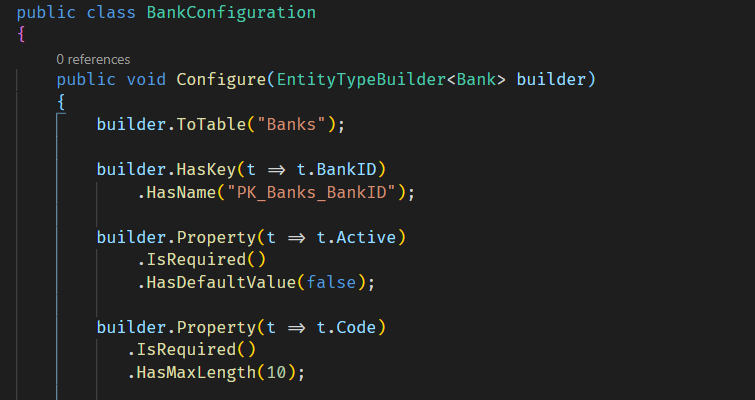 public class BankConfiguration
{
0 references
public void Configure(EntityTypeBuilder<Bank> builder)
{
builder.ToTable("Banks");
builder.HasKey(t => t.BankID)
.HasName("PK_Banks_BankID");
builder.Property(t => t.Active)
.IsRequired()
.HasDefaultValue(false);
builder.Property(t => t.Code)
.IsRequired()
.HasMaxLength(10);